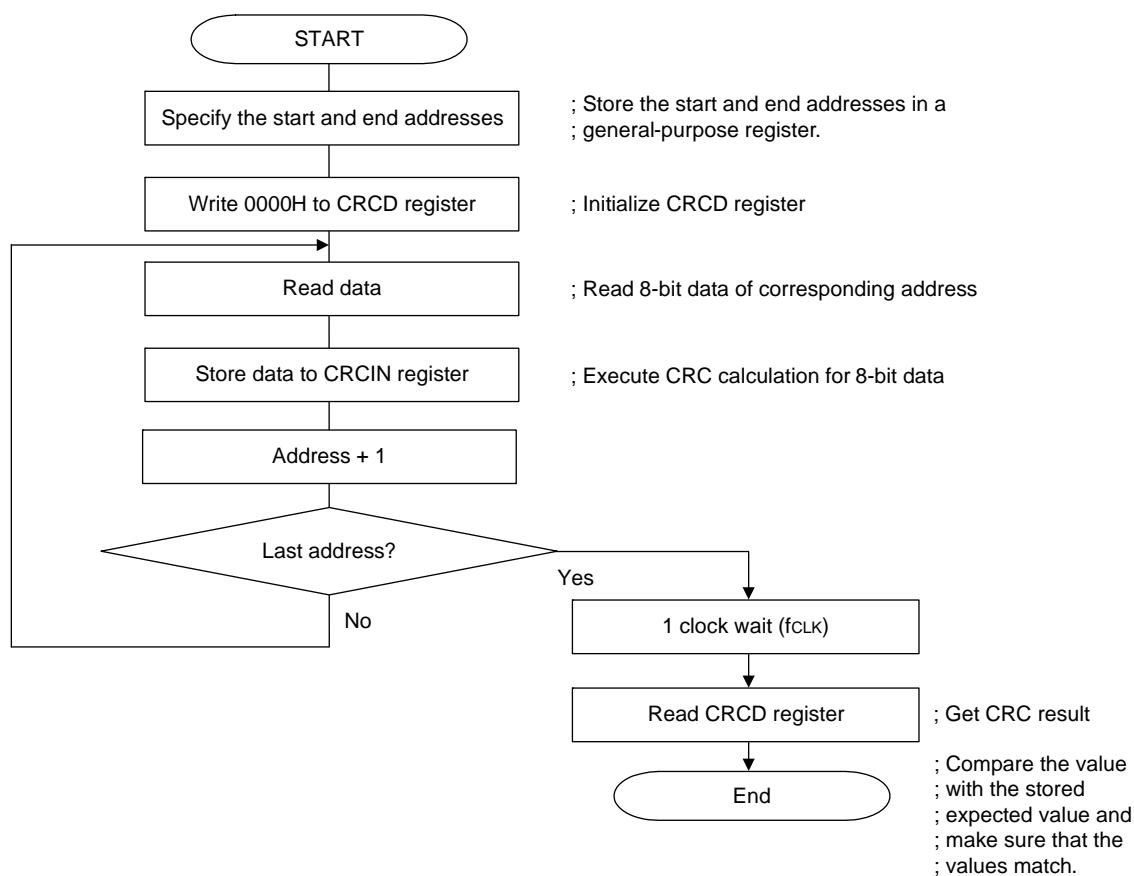 START
Specify the start and end addresses
; Store the start and end addresses in a
; general-purpose register.
Write 0000H to CRCD register
; Initialize CRCD register
Read data
; Read 8-bit data of corresponding address
Store data to CRCIN register
; Execute CRC calculation for 8-bit data
Address + 1
Last address?
Yes
No
1 clock wait (fCLK)
Read CRCD register
; Get CRC result
End
; Compare the value
; with the stored
; expected value and
; make sure that the
; values match.